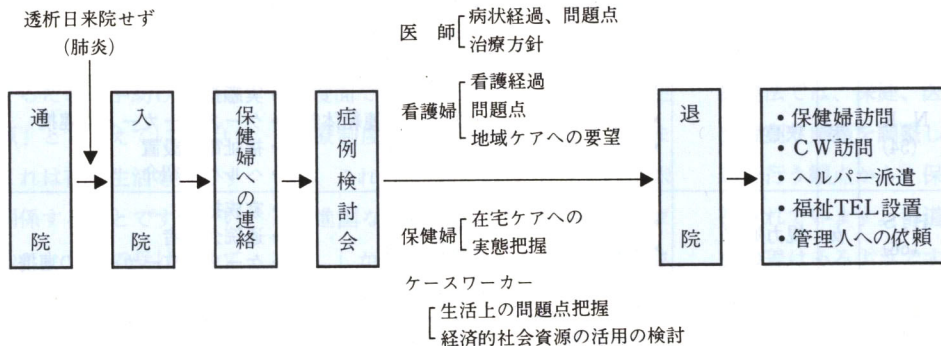 透析日来院せず
(肺炎)
通院
入院
保健婦への連絡
症例検討会
医師
病状経過、問題点
治療方針
看護婦
看護経過
問題点
地域ケアへの要望
保健婦
在宅ケアへの
実態把握
ケースワーカー
生活上の問題点把握
経済的社会資源の活用の検討
退院
• 保健婦訪問
• CW訪問
• ヘルパー派遣
• 福祉TEL設置
• 管理人への依頼